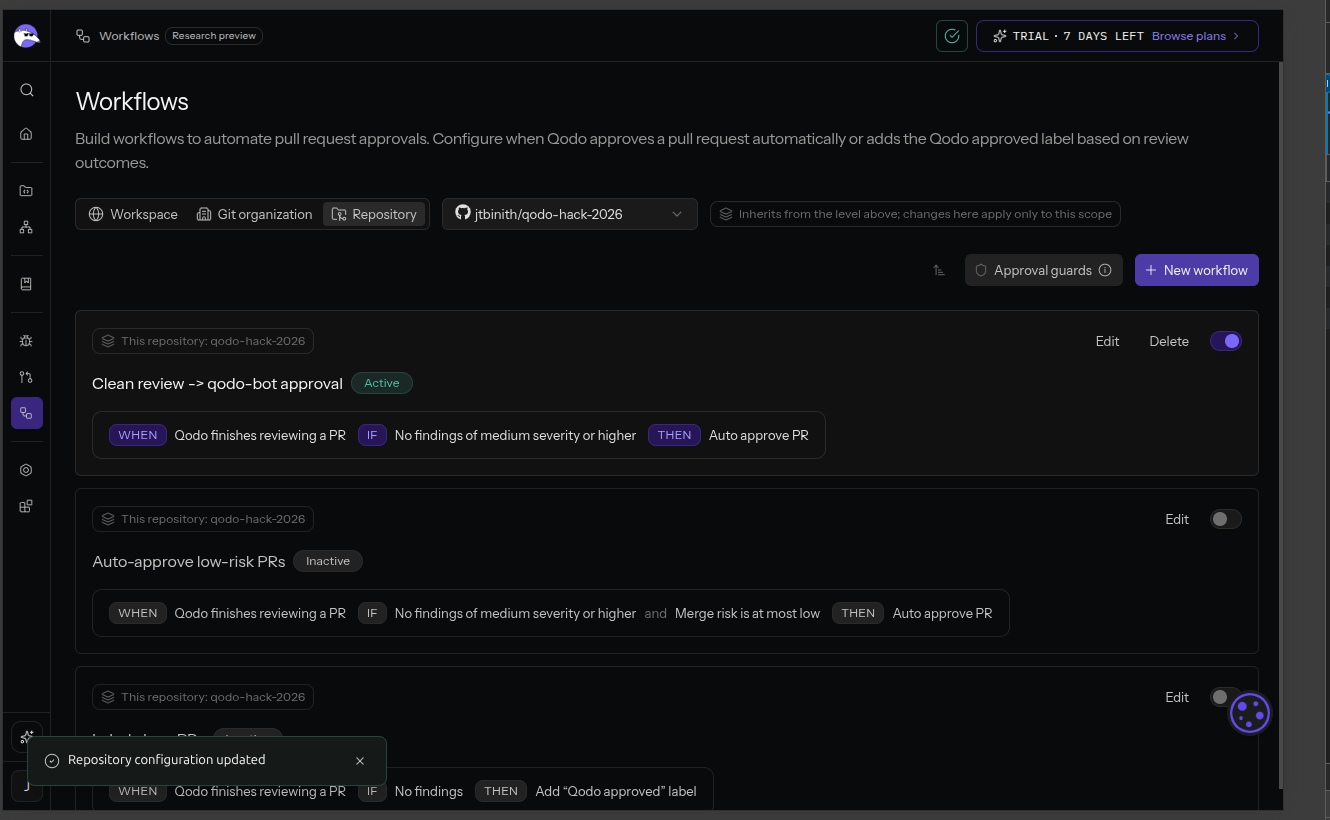 Workflows Research preview
TRIAL · 7 DAYS LEFT Browse plans
Workflows
Build workflows to automate pull request approvals. Configure when Qodo approves a pull request automatically or adds the Qodo approved label based on review
outcomes.
Workspace Git organization Repository jtbinith/qodo-hack-2026 Inherits from the level above; changes here apply only to this scope
Approval guards New workflow
This repository: qodo-hack-2026 Edit Delete
Clean review -> qodo-bot approval Active
WHEN Qodo finishes reviewing a PR IF No findings of medium severity or higher THEN Auto approve PR
This repository: qodo-hack-2026 Edit
Auto-approve low-risk PRs Inactive
WHEN Qodo finishes reviewing a PR IF No findings of medium severity or higher and Merge risk is at most low THEN Auto approve PR
This repository: qodo-hack-2026 Edit
Repository configuration updated
WHEN Qodo finishes reviewing a PR IF No findings THEN Add “Qodo approved” label